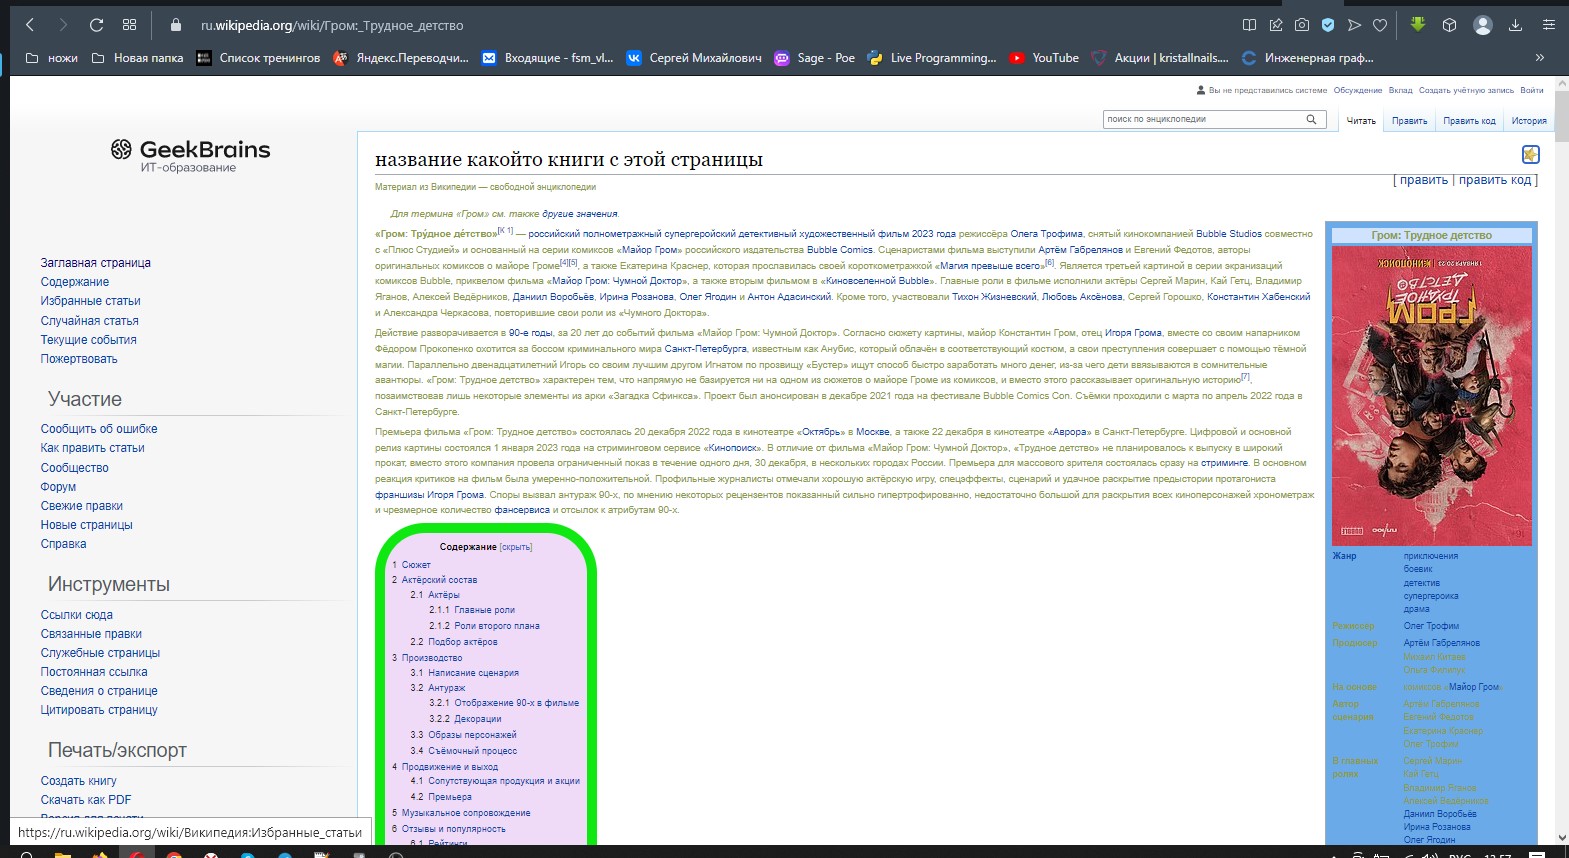 ru.wikipedia.org/wiki/Гром:_Трудное_детство
ножи
Новая папка
Список тренингов
Яндекс.Переводчи...
Входящие - fsm_vl...
Сергей Михайлович
Sage - Poe
Live Programming...
YouTube
Акции | kristallnails....
Инженерная граф...
Вы не представились системе Обсуждение Вклад Создать учётную запись Войти
поиск по энциклопедии
Читать Править Править код История
GeekBrains
ИТ-образование
Заглавная страница
Содержание
Избранные статьи
Случайная статья
Текущие события
Пожертвовать
Участие
Сообщить об ошибке
Как править статьи
Сообщество
Форум
Свежие правки
Новые страницы
Справка
Инструменты
Ссылки сюда
Связанные правки
Служебные страницы
Постоянная ссылка
Сведения о странице
Цитировать страницу
Печать/экспорт
Создать книгу
Скачать как PDF
https://ru.wikipedia.org/wiki/Википедия:Избранные_статьи
название какойто книги с этой страницы
[ править | править код ]
Материал из Википедии — свободной энциклопедии
Для термина «Гром» см. также другие значения.
«Гром: Тру́дное де́тство»[К 1] — российский полнометражный супергеройский детективный художественный фильм 2023 года режиссёра Олега Трофима, снятый кинокомпанией Bubble Studios совместно
с «Плюс Студией» и основанный на серии комиксов «Майор Гром» российского издательства Bubble Comics. Сценаристами фильма выступили Артём Габрелянов и Евгений Федотов, авторы
оригинальных комиксов о майоре Громе[4][5], а также Екатерина Краснер, которая прославилась своей короткометражкой «Магия превыше всего»[6]. Является третьей картиной в серии экранизаций
комиксов Bubble, приквелом фильма «Майор Гром: Чумной Доктор», а также вторым фильмом в «Киновселенной Bubble». Главные роли в фильме исполнили актёры Сергей Марин, Кай Гетц, Владимир
Яганов, Алексей Ведёрников, Даниил Воробьёв, Ирина Розанова, Олег Ягодин и Антон Адасинский. Кроме того, участвовали Тихон Жизневский, Любовь Аксёнова, Сергей Горошко, Константин Хабенский
и Александра Черкасова, повторившие свои роли из «Чумного Доктора».
Действие разворачивается в 90-е годы, за 20 лет до событий фильма «Майор Гром: Чумной Доктор». Согласно сюжету картины, майор Константин Гром, отец Игоря Грома, вместе со своим напарником
Фёдором Прокопенко охотится за боссом криминального мира Санкт-Петербурга, известным как Анубис, который облачён в соответствующий костюм, а свои преступления совершает с помощью тёмной
магии. Параллельно двенадцатилетний Игорь со своим лучшим другом Игнатом по прозвищу «Бустер» ищут способ быстро заработать много денег, из-за чего дети ввязываются в сомнительные
авантюры. «Гром: Трудное детство» характерен тем, что напрямую не базируется ни на одном из сюжетов о майоре Громе из комиксов, и вместо этого рассказывает оригинальную историю[7],
позаимствовав лишь некоторые элементы из арки «Загадка Сфинкса». Проект был анонсирован в декабре 2021 года на фестивале Bubble Comics Con. Съёмки проходили с марта по апрель 2022 года в
Санкт-Петербурге.
Премьера фильма «Гром: Трудное детство» состоялась 20 декабря 2022 года в кинотеатре «Октябрь» в Москве, а также 22 декабря в кинотеатре «Аврора» в Санкт-Петербурге. Цифровой и основной
релиз картины состоялся 1 января 2023 года на стриминговом сервисе «Кинопоиск». В отличие от фильма «Майор Гром: Чумной Доктор», «Трудное детство» не планировалось к выпуску в широкий
прокат, вместо этого компания провела ограниченный показ в течение одного дня, 30 декабря, в нескольких городах России. Премьера для массового зрителя состоялась сразу на стриминге. В основном
реакция критиков на фильм была умеренно-положительной. Профильные журналисты отмечали хорошую актёрскую игру, спецэффекты, сценарий и удачное раскрытие предыстории протагониста
франшизы Игоря Грома. Споры вызвал антураж 90-х, по мнению некоторых рецензентов показанный сильно гипертрофированно, недостаточно большой для раскрытия всех киноперсонажей хронометраж
и чрезмерное количество фансервиса и отсылок к атрибутам 90-х.
Содержание [скрыть]
1 Сюжет
2 Актёрский состав
2.1 Актёры
2.1.1 Главные роли
2.1.2 Роли второго плана
2.2 Подбор актёров
3 Производство
3.1 Написание сценария
3.2 Антураж
3.2.1 Отображение 90-х в фильме
3.2.2 Декорации
3.3 Образы персонажей
3.4 Съёмочный процесс
4 Продвижение и выход
4.1 Сопутствующая продукция и акции
4.2 Премьера
5 Музыкальное сопровождение
6 Отзывы и популярность
6.1 Рейтинги
Гром: Трудное детство
1 ЯНВАРЯ 2023 КИНОПОИСК
ТРУДНОЕ
ДЕТСТВО
ГРОМ
Жанр приключения
боевик
детектив
супергероика
драма
Режиссёр Олег Трофим
Продюсер Артём Габрелянов
Михаил Китаев
Ольга Филипук
На основе комиксов «Майор Гром»
Автор Артём Габрелянов
сценария Евгений Федотов
Екатерина Краснер
Олег Трофим
В главных Сергей Марин
ролях Кай Гетц
Владимир Яганов
Алексей Ведёрников
Даниил Воробьёв
Ирина Розанова
Олег Ягодин